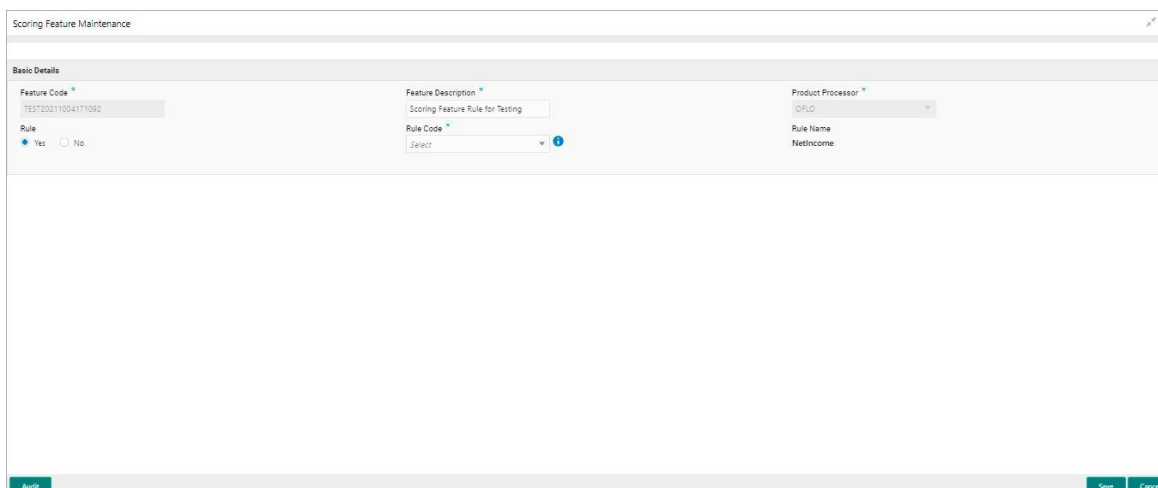 Scoring Feature Maintenance
Basic Details
Feature Code * Feature Description * Product Processor *
TEST20211004171092 Scoring Feature Rule for Testing OFLO
Rule Rule Code * Rule Name
Yes No Select NetIncome
Audit Save Cance